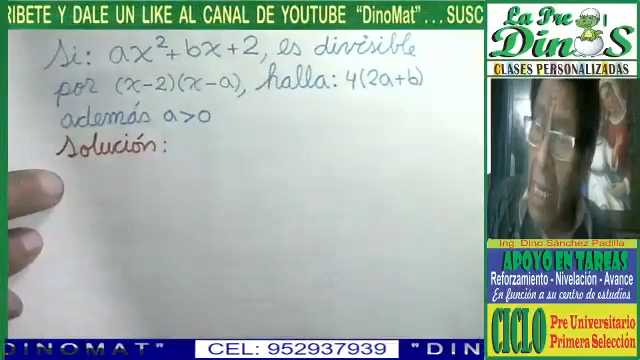 RIBETE Y DALE UN LIKE AL CANAL DE YOUTUBE “DinoMat”... SUSC
La Pre
DinoS
CLASES PERSONALIZADAS
Si: ax²+bx+2, es divisible
por (x-2)(x-a), halla: 4(2a+b)
además a>0
Solución:
Ing. Dino Sánchez Padilla
APOYO EN TAREAS
Reforzamiento - Nivelación - Avance
En función a su centro de estudios
CICLO Pre Universitario
Primera Selección
DINOMAT" CEL: 952937939 "DIN